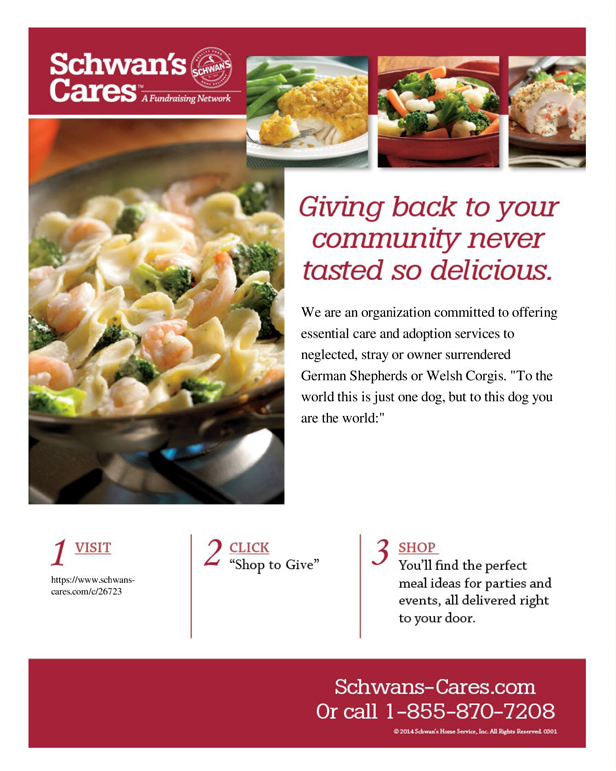 Schwan's
Cares™
A Fundraising Network
SCHWAN'S
Giving back to your
community never
tasted so delicious.
We are an organization committed to offering
essential care and adoption services to
neglected, stray or owner surrendered
German Shepherds or Welsh Corgis. "To the
world this is just one dog, but to this dog you
are the world:"
1 VISIT
https://www.schwans-
cares.com/c/26723
2 CLICK
“Shop to Give”
3 SHOP
You’ll find the perfect
meal ideas for parties and
events, all delivered right
to your door.
Schwans-Cares.com
Or call 1-855-870-7208
© 2014 Schwan's Home Service, Inc. All Rights Reserved. 0301